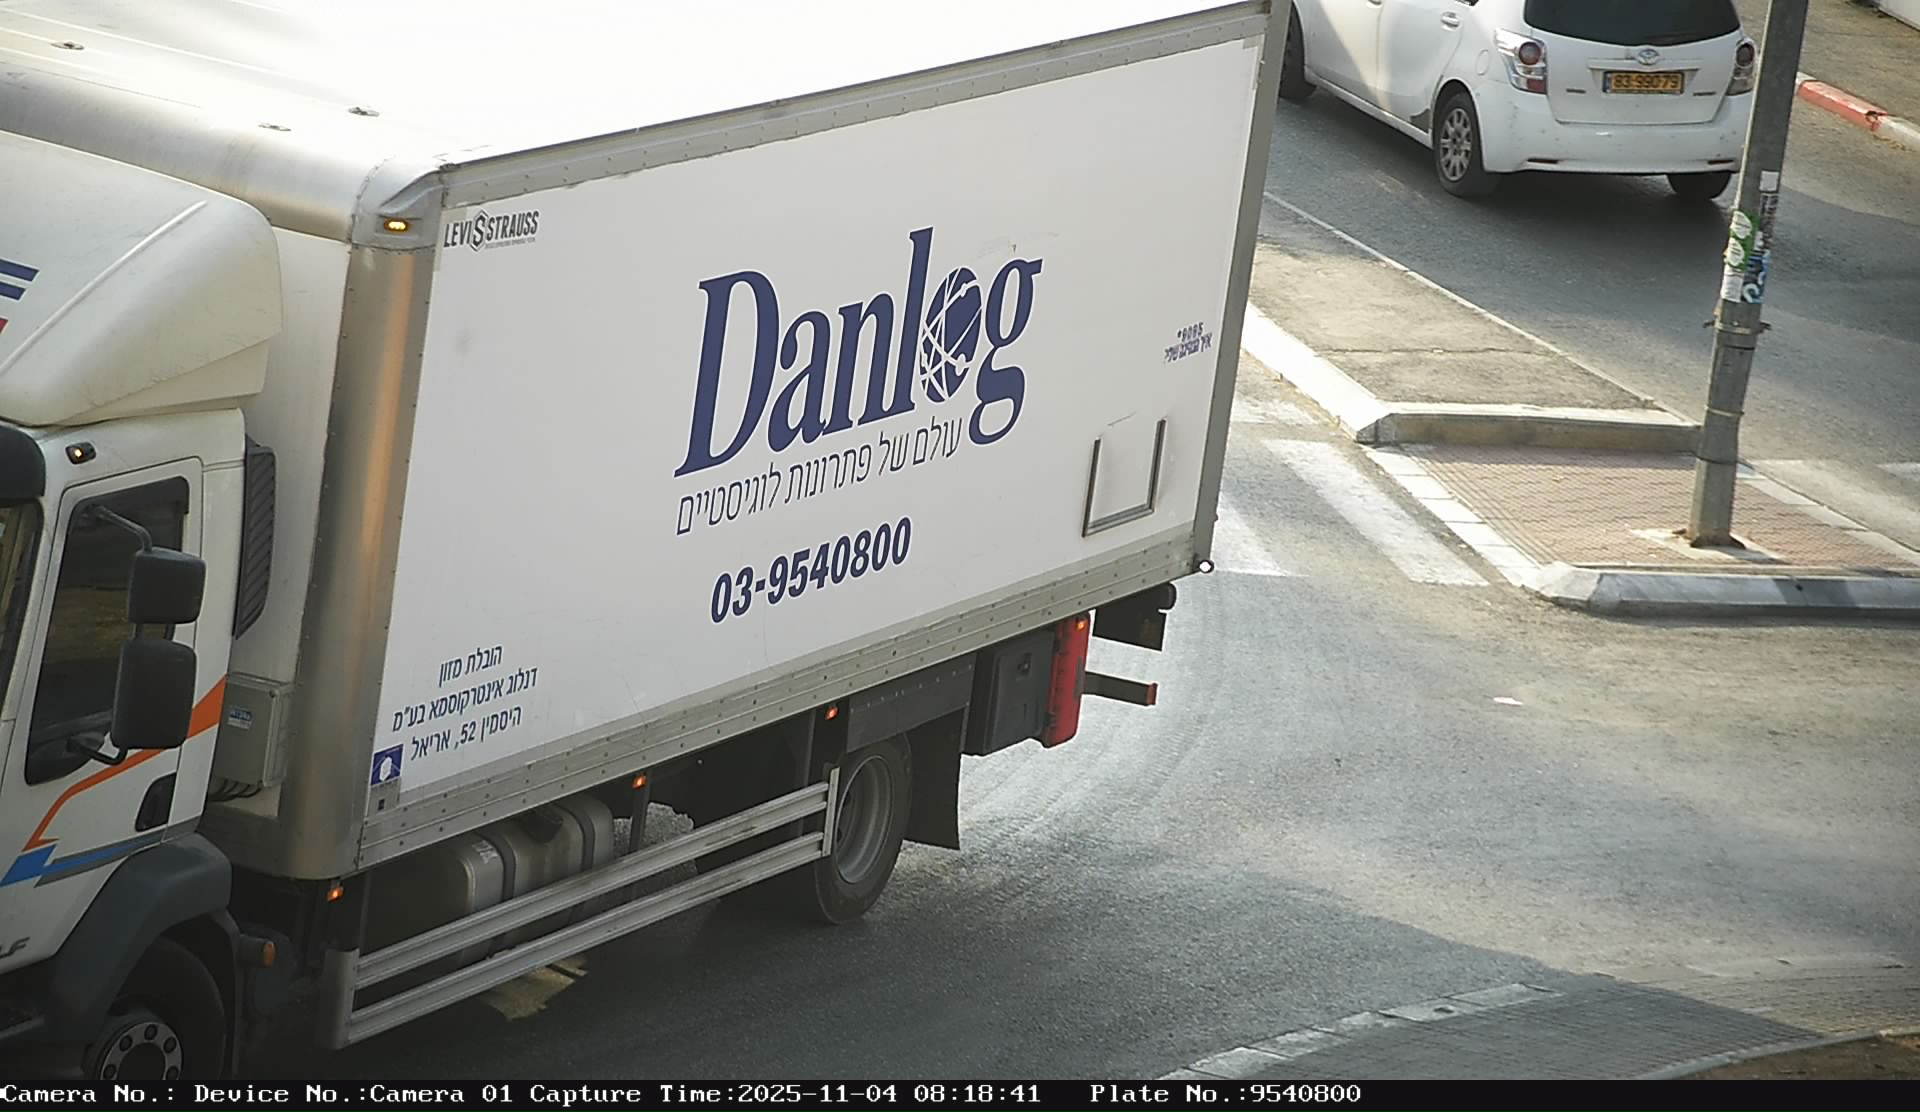 83-990-79
LEVI S STRAUSS
Danlog
עולם של פתרונות לוגיסטיים
03-9540800
*9085
הובלת מזון
דנלוג אינטרקוסמא בע"מ
היסמין 52, אריאל
Camera No.: Device No.:Camera 01 Capture Time:2025-11-04 08:18:41 Plate No.:9540800